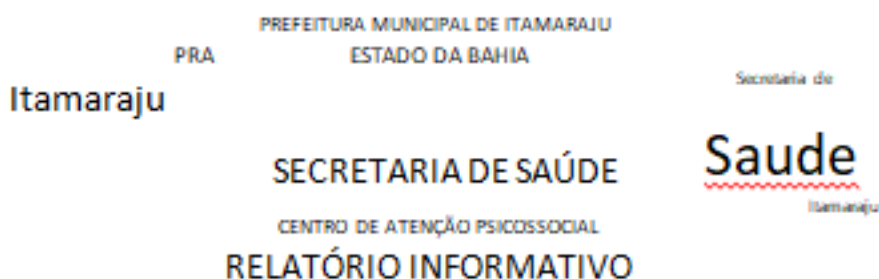 PREFEITURA MUNICIPAL DE ITAMARAJU
PRA ESTADO DA BAHIA
Secretaria de
Itamaraju
Saude
SECRETARIA DE SAÚDE
Itamaraju
CENTRO DE ATENÇÃO PSICOSSOCIAL
RELATÓRIO INFORMATIVO